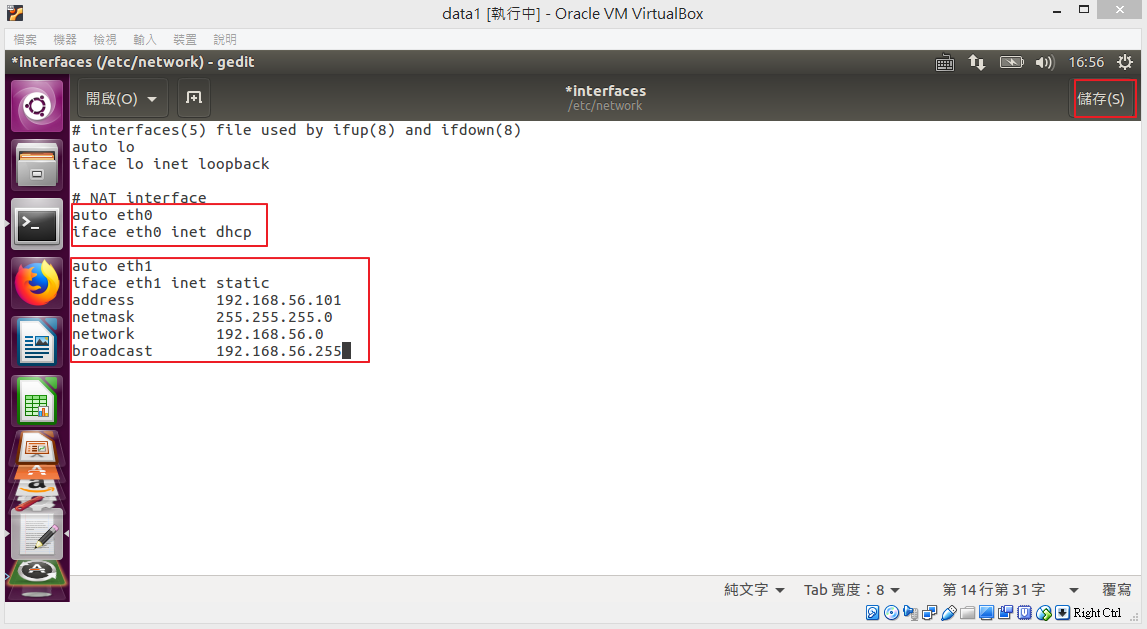 data1 [執行中] - Oracle VM VirtualBox
檔案 機器 檢視 輸入 裝置 說明
*interfaces (/etc/network) - gedit 16:56
開啟(O) *interfaces 儲存(S)
/etc/network
# interfaces(5) file used by ifup(8) and ifdown(8)
auto lo
iface lo inet loopback
# NAT interface
auto eth0
iface eth0 inet dhcp
auto eth1
iface eth1 inet static
address 192.168.56.101
netmask 255.255.255.0
network 192.168.56.0
broadcast 192.168.56.255
純文字 Tab 寬度：8 第 14 行第 31 字 覆寫
Right Ctrl